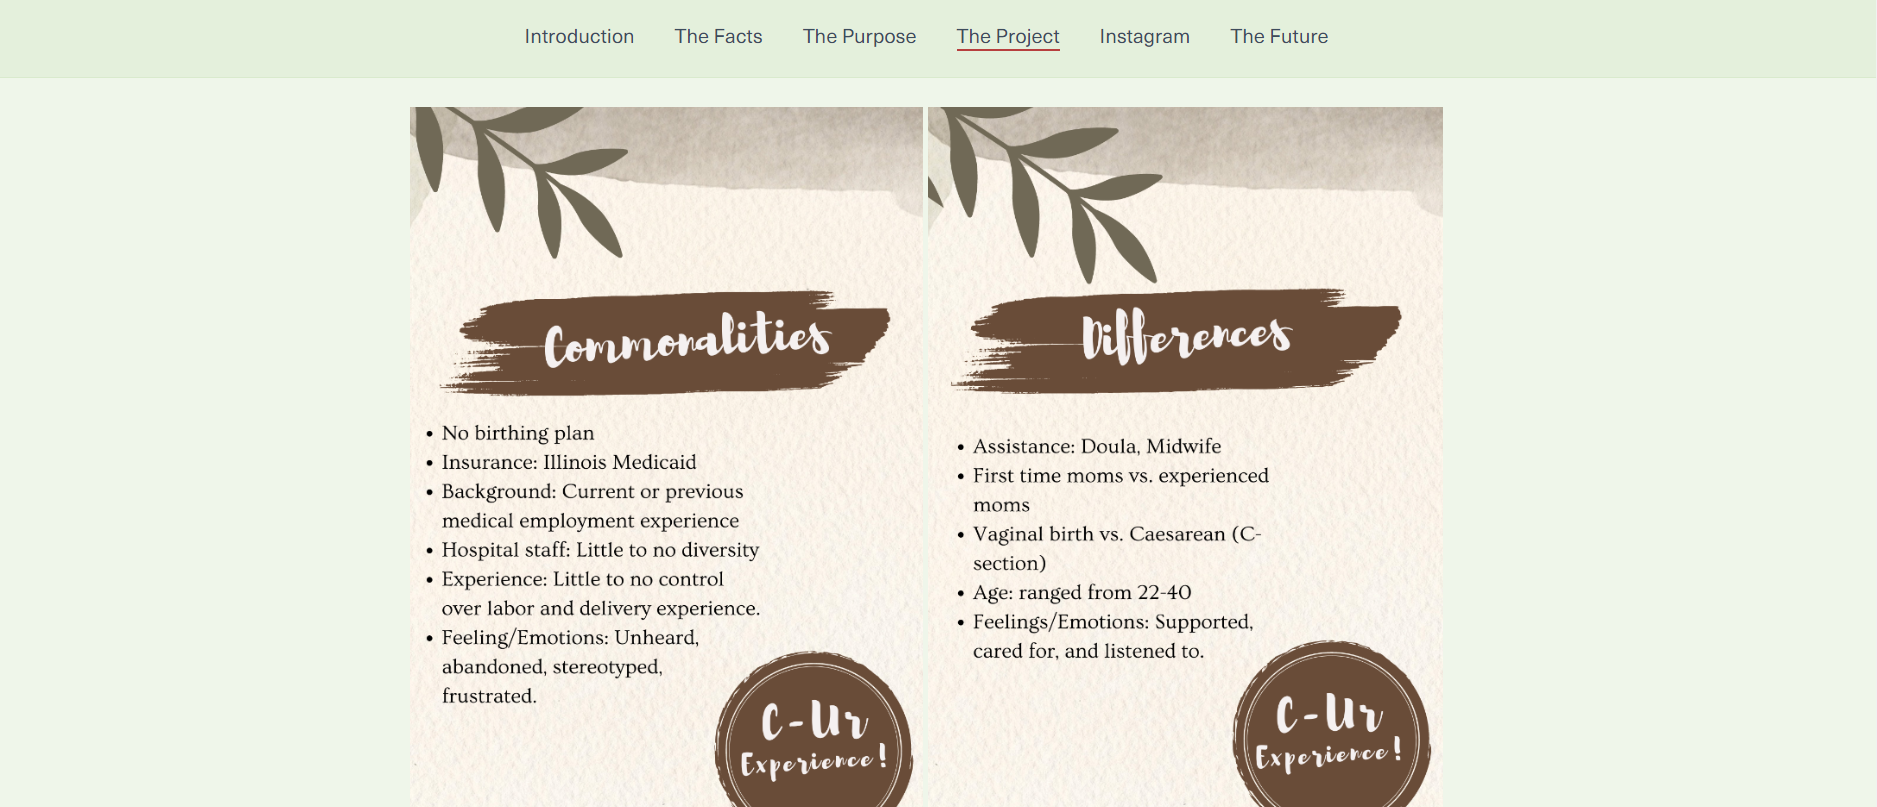 Introduction The Facts The Purpose The Project Instagram The Future
Commonalities
• No birthing plan
• Insurance: Illinois Medicaid
• Background: Current or previous
medical employment experience
• Hospital staff: Little to no diversity
• Experience: Little to no control
over labor and delivery experience.
• Feeling/Emotions: Unheard,
abandoned, stereotyped,
frustrated.
C-Ur
Experience!
Differences
• Assistance: Doula, Midwife
• First time moms vs. experienced
moms
• Vaginal birth vs. Caesarean (C-
section)
• Age: ranged from 22-40
• Feelings/Emotions: Supported,
cared for, and listened to.
C-Ur
Experience!